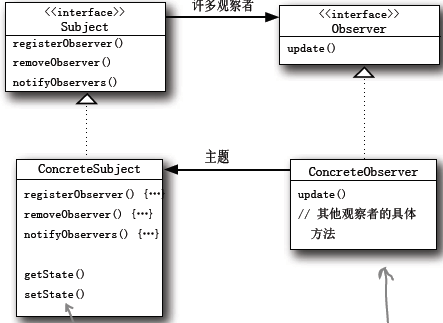 <<interface>>
Subject
registerObserver()
removeObserver()
notifyObservers()
许多观察者
<<interface>>
Observer
update()
ConcreteSubject
registerObserver() {…}
removeObserver() {…}
notifyObservers() {…}
getState()
setState()
主题
ConcreteObserver
update()
// 其他观察者的具体
方法